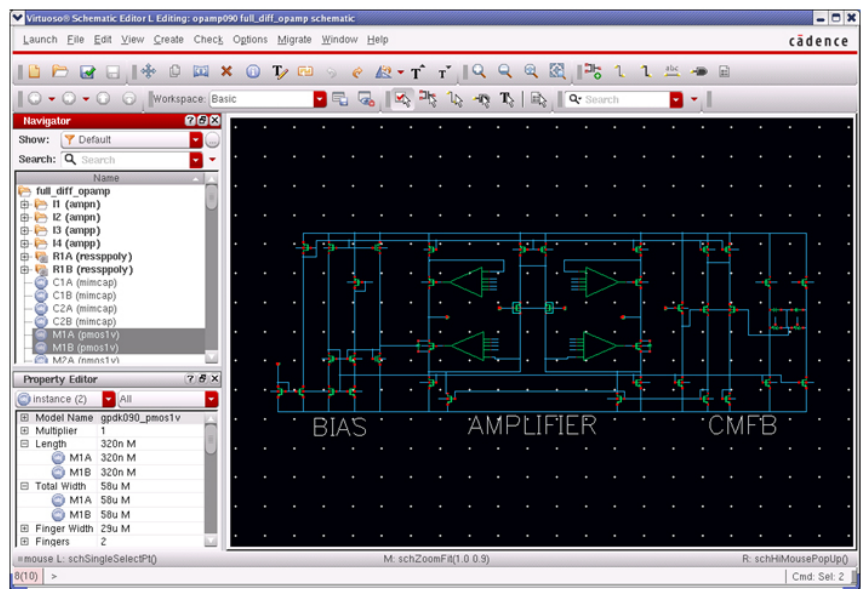 Virtuoso® Schematic Editor L Editing: opamp090 full_diff_opamp schematic
Launch File Edit View Create Check Options Migrate Window Help
cādence
abc
Workspace: Basic
Search
Navigator
Show: Default
Search: Search
Name
full_diff_opamp
I1 (ampn)
I2 (ampn)
I3 (ampp)
I4 (ampp)
R1A (ressppoly)
R1B (ressppoly)
C1A (mimcap)
C1B (mimcap)
C2A (mimcap)
C2B (mimcap)
M1A (pmos1v)
M1B (pmos1v)
M2A (nmos1v)
Property Editor
instance (2) All
Model Name gpdk090_pmos1v
Multiplier 1
Length 320n M
M1A 320n M
M1B 320n M
Total Width 58u M
M1A 58u M
M1B 58u M
Finger Width 29u M
Fingers 2
BIAS AMPLIFIER CMFB
mouse L: schSingleSelectPt() M: schZoomFit(1.0 0.9) R: schHiMousePopUp()
8(10) > Cmd: Sel: 2